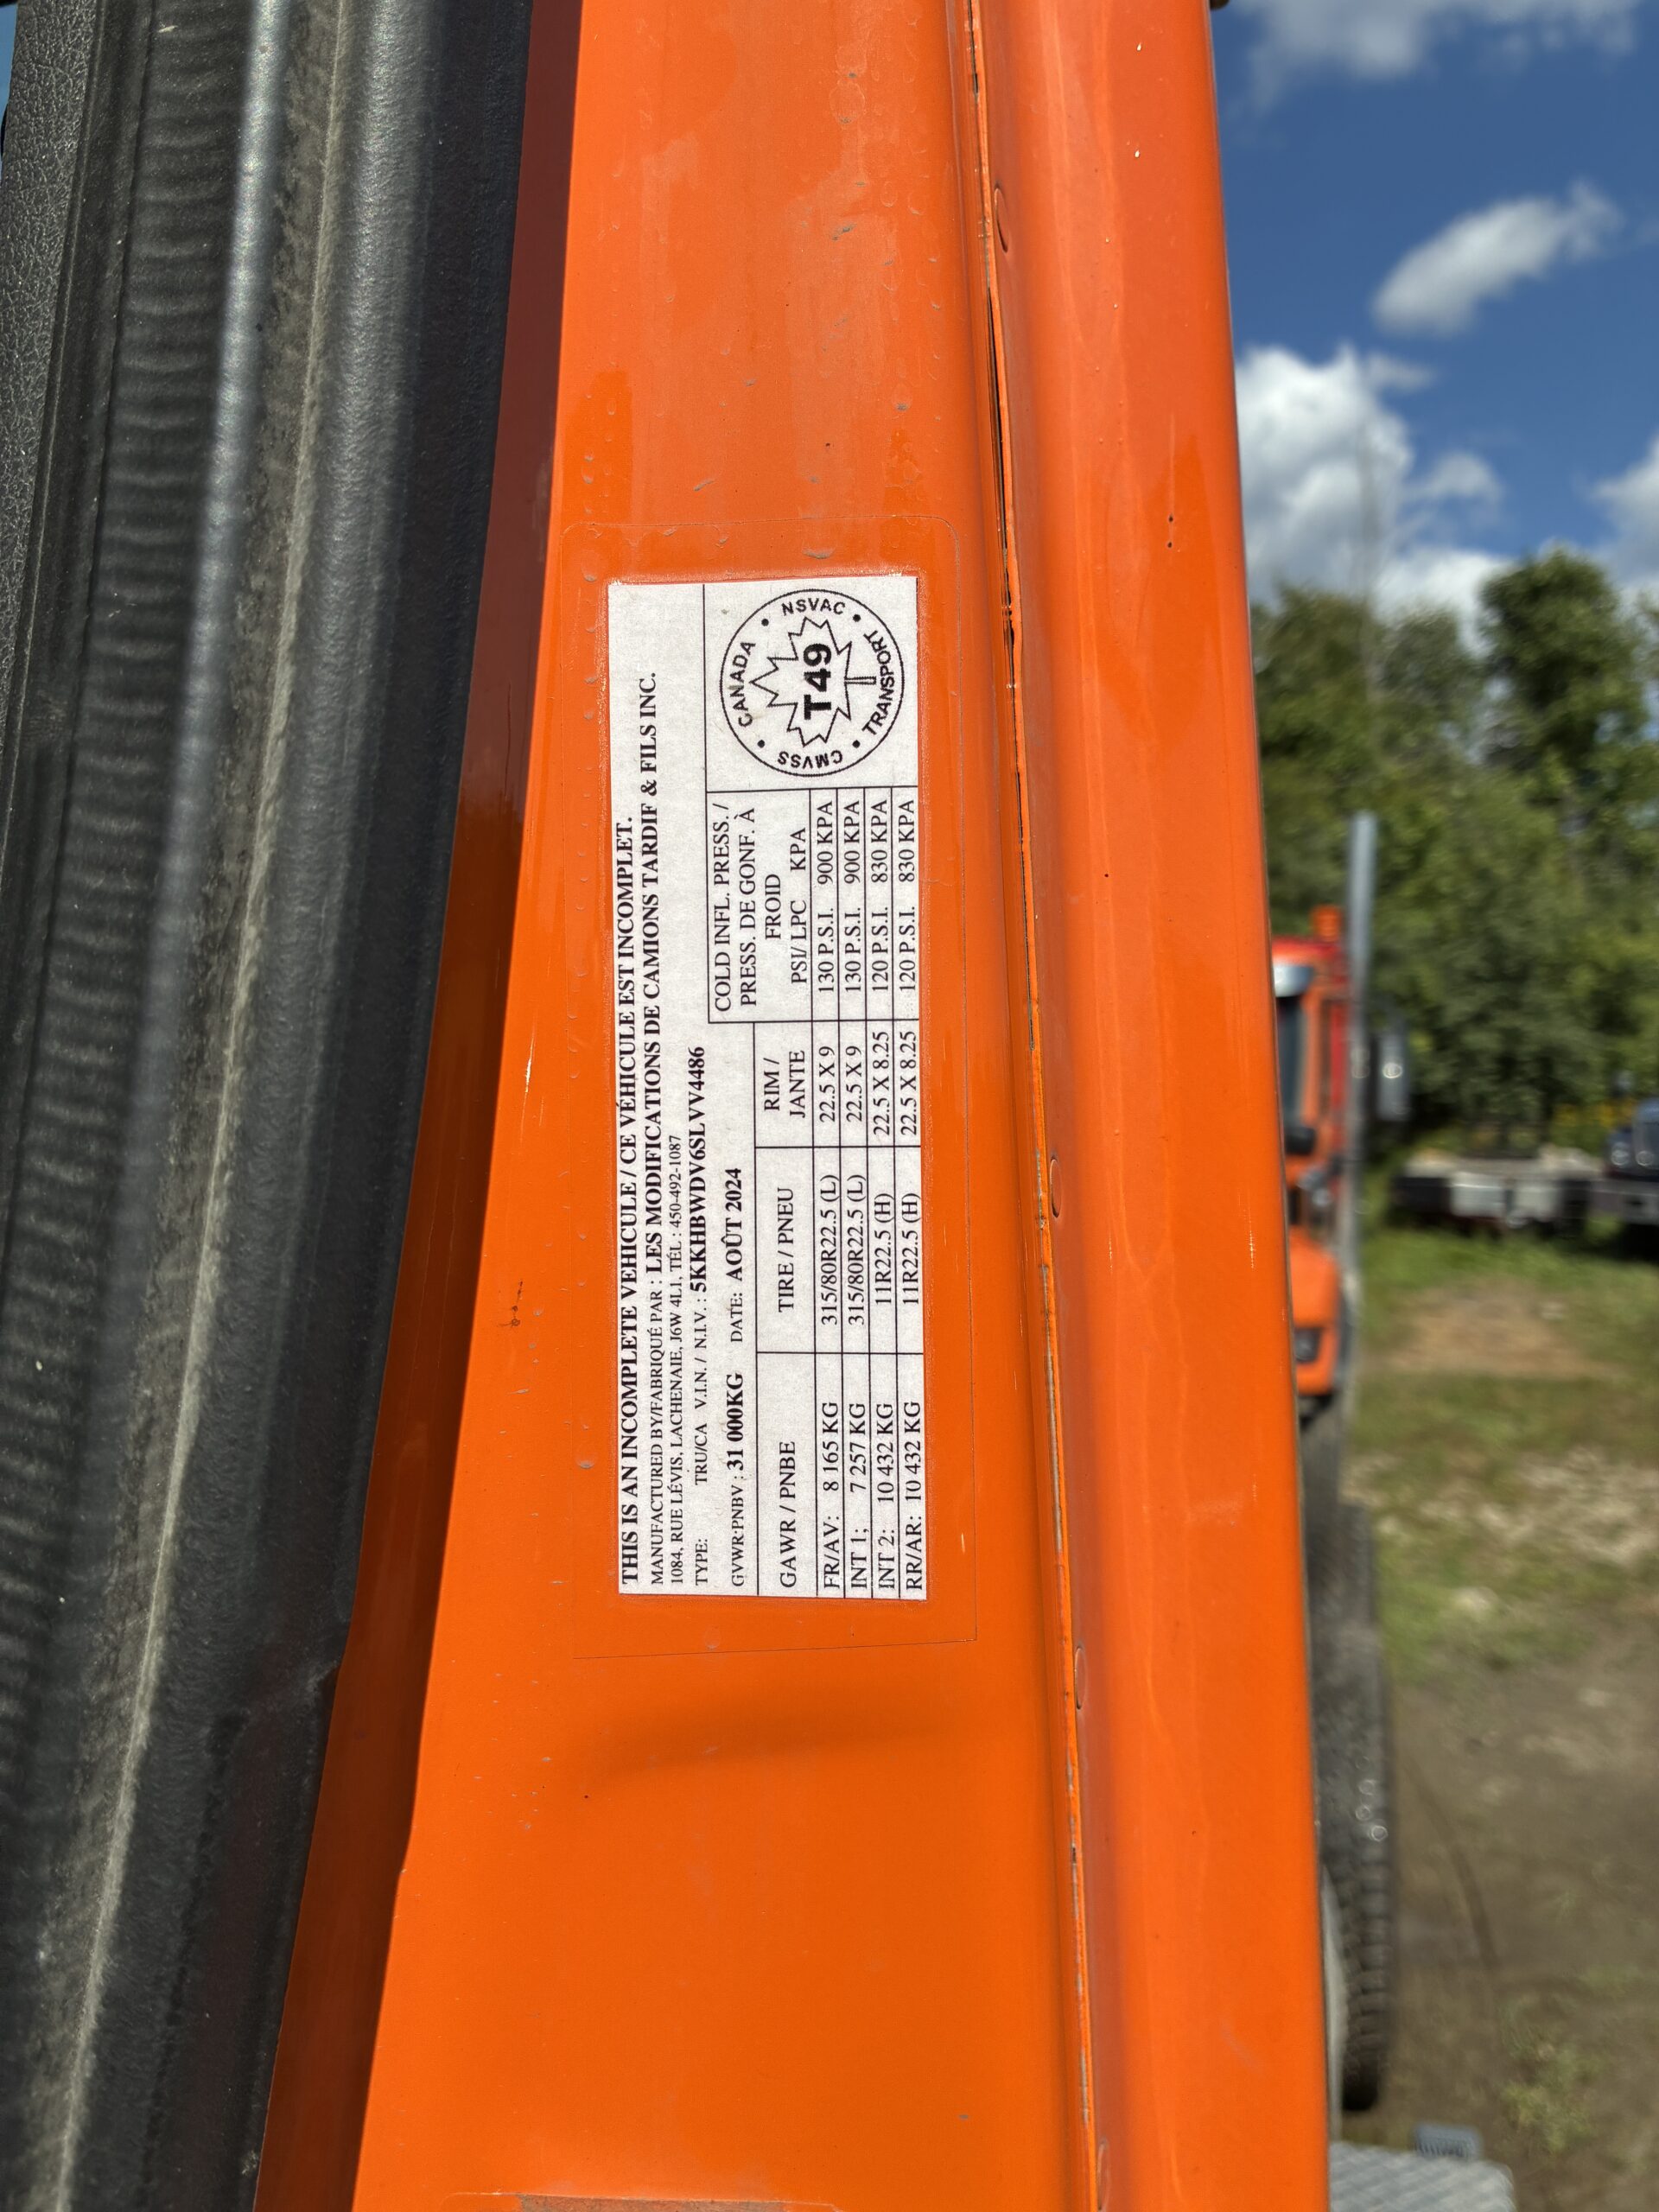 THIS IS AN INCOMPLETE VEHICULE / CE VÉHICULE EST INCOMPLET.
MANUFACTURED BY/FABRIQUÉ PAR : LES MODIFICATIONS DE CAMIONS TARDIF & FILS INC.
1084, RUE LÉVIS, LACHENAIE, J6W 4L1, TÉL : 450-492-1087
TYPE: TRU/CA V.I.N. / N.I.V. : 5KKHBWDV6SLVV4486
GVWR:PNBV : 31 000KG DATE: AOÛT 2024
GAWR / PNBE TIRE / PNEU RIM / JANTE COLD INFL. PRESS. / PRESS. DE GONF. À FROID PSI/ LPC KPA
FR/AV: 8 165 KG 315/80R22.5 (L) 22.5 X 9 130 P.S.I. 900 KPA
INT 1; 7 257 KG 315/80R22.5 (L) 22.5 X 9 130 P.S.I. 900 KPA
INT 2: 10 432 KG 11R22.5 (H) 22.5 X 8.25 120 P.S.I. 830 KPA
RR/AR: 10 432 KG 11R22.5 (H) 22.5 X 8.25 120 P.S.I. 830 KPA
CANADA • NSVAC • TRANSPORT • CMVSS •
T49